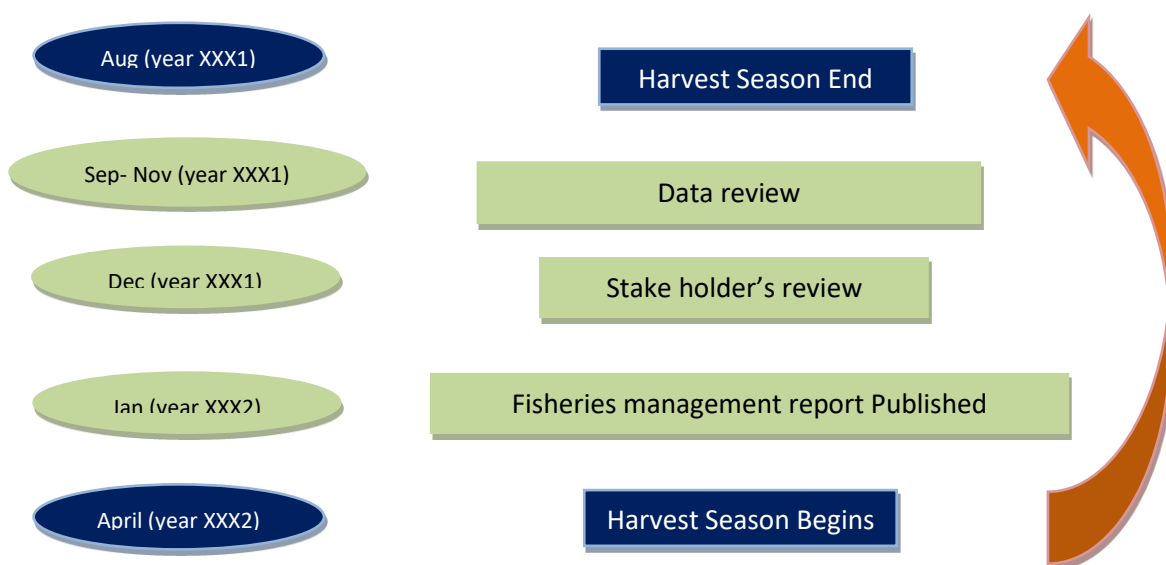 Aug (year XXX1)
Harvest Season End
Sep- Nov (year XXX1)
Data review
Dec (year XXX1)
Stake holder’s review
Jan (year XXX2)
Fisheries management report Published
April (year XXX2)
Harvest Season Begins